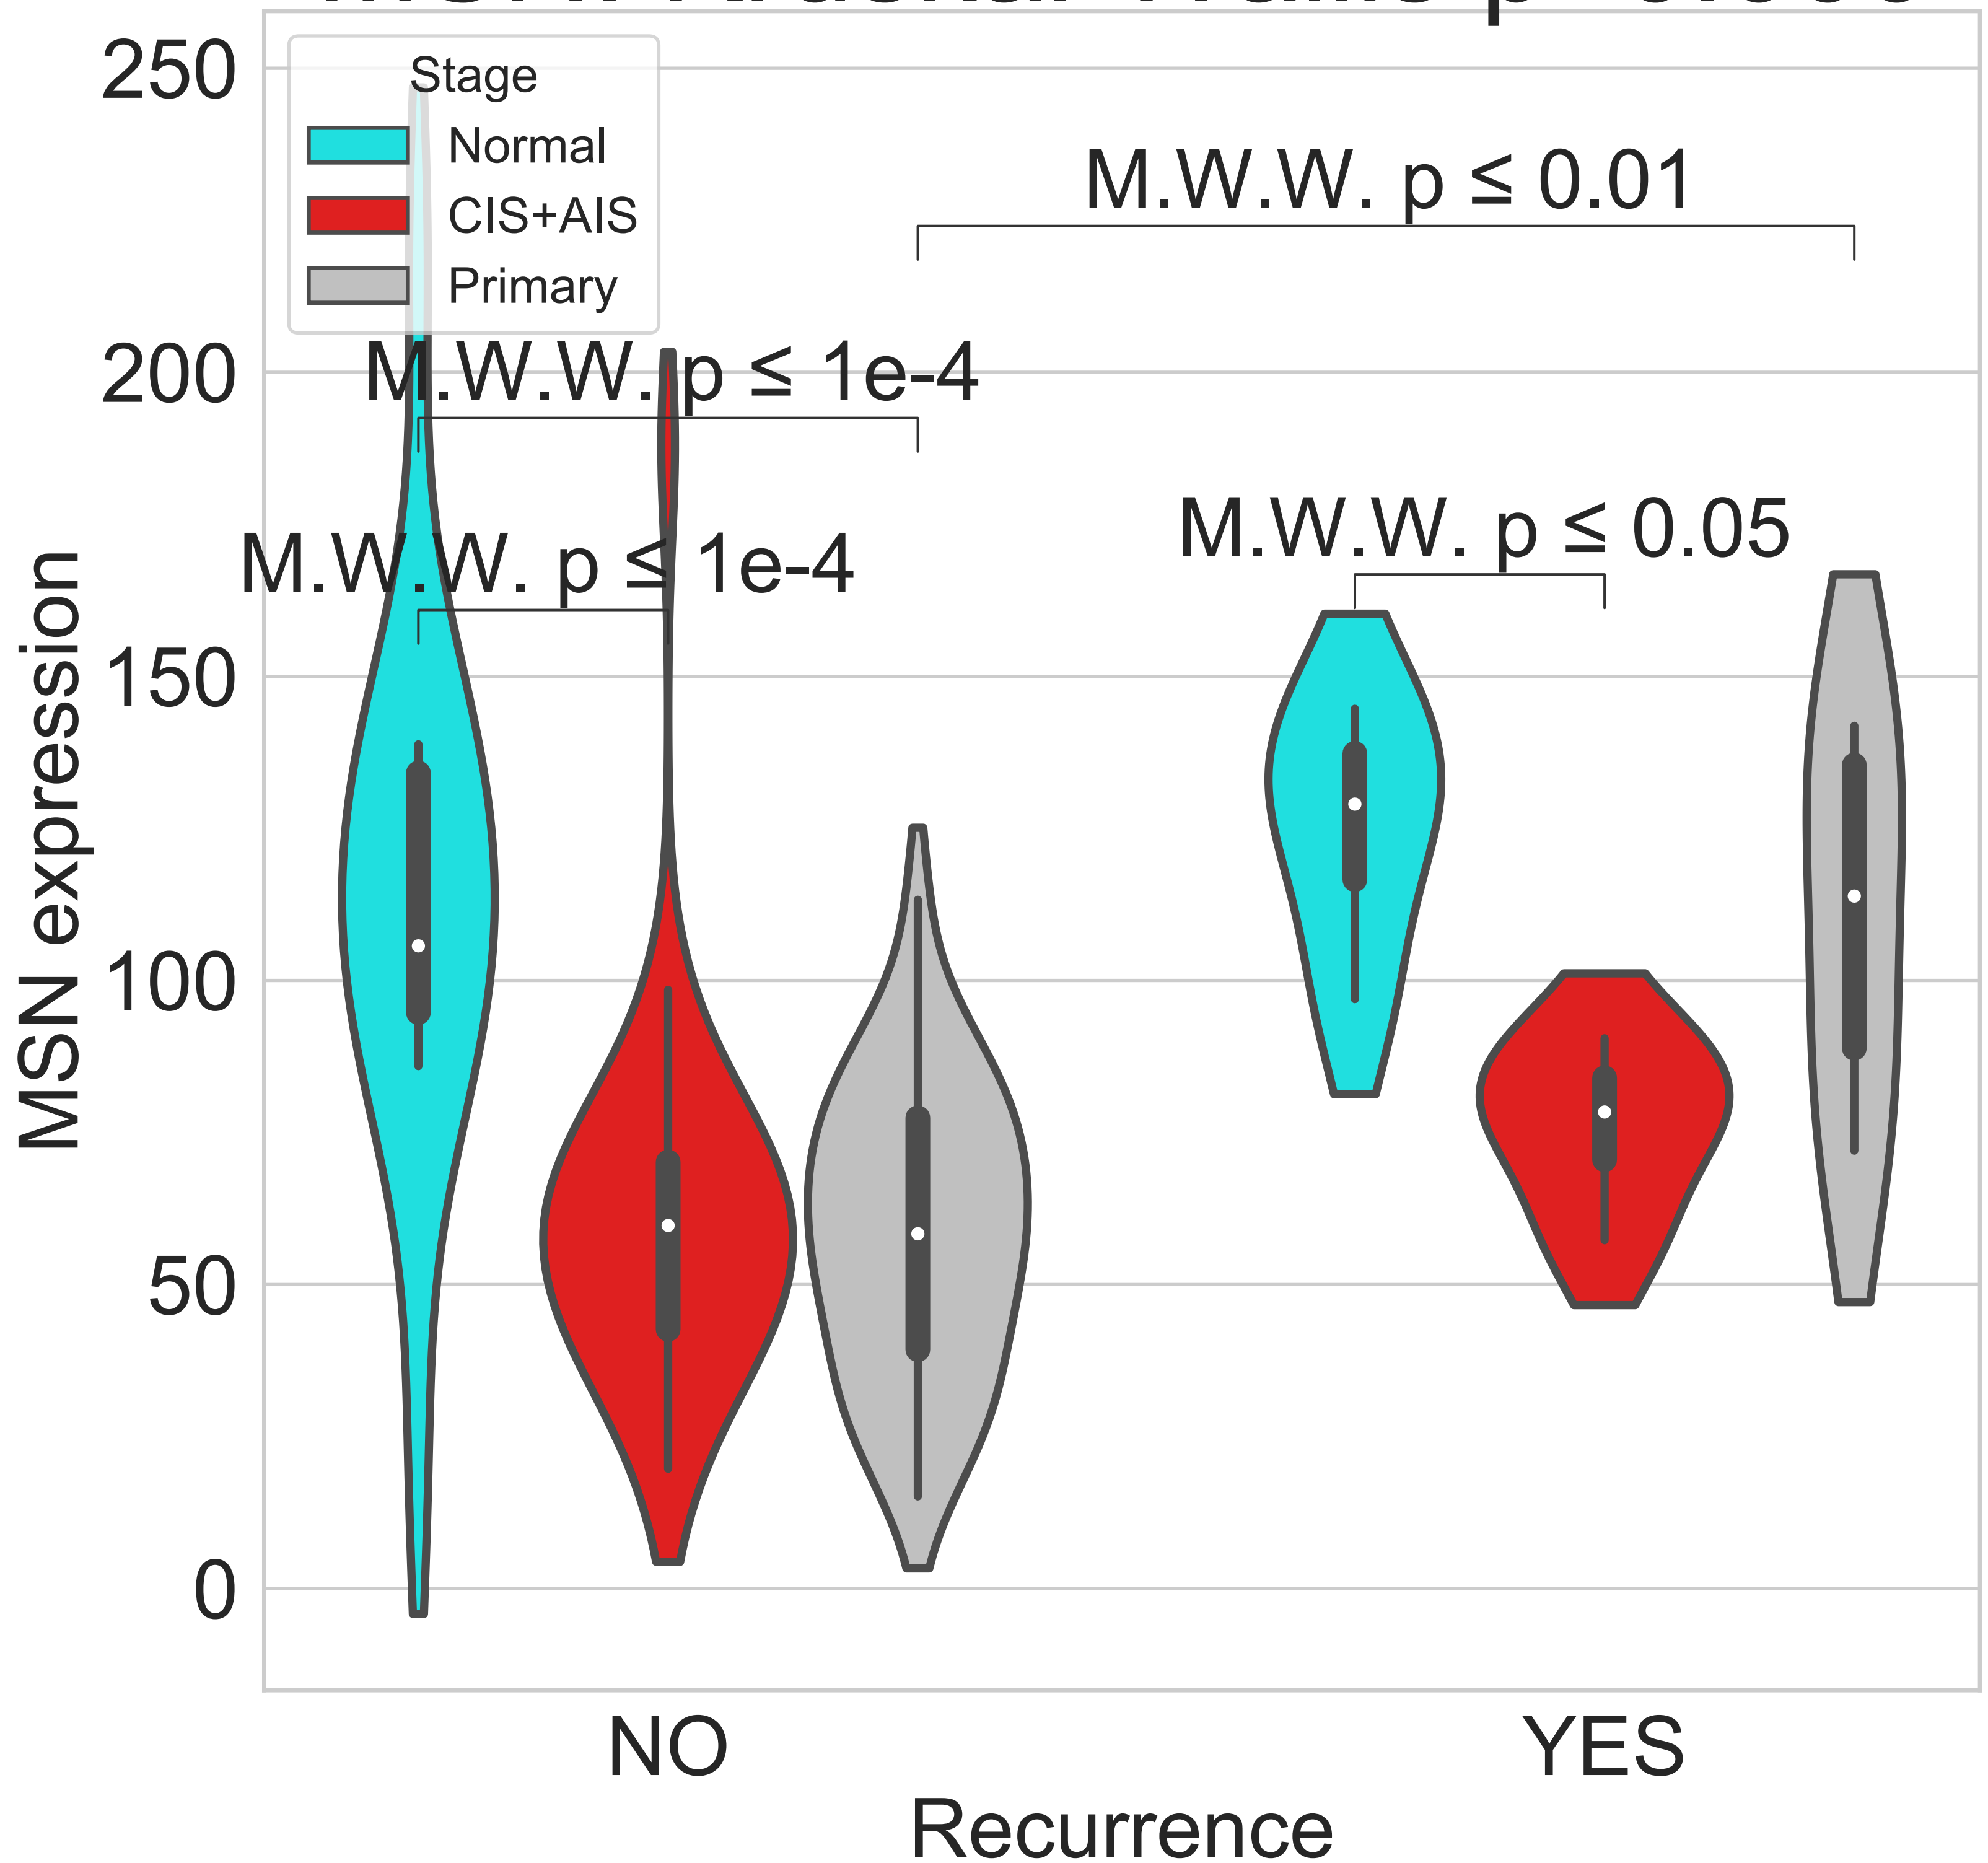 250
200
150
100
50
0
MSN expression
Stage
Normal
CIS+AIS
Primary
M.W.W. p ≤ 0.01
M.W.W. p ≤ 1e-4
M.W.W. p ≤ 0.05
M.W.W. p ≤ 1e-4
NO
YES
Recurrence